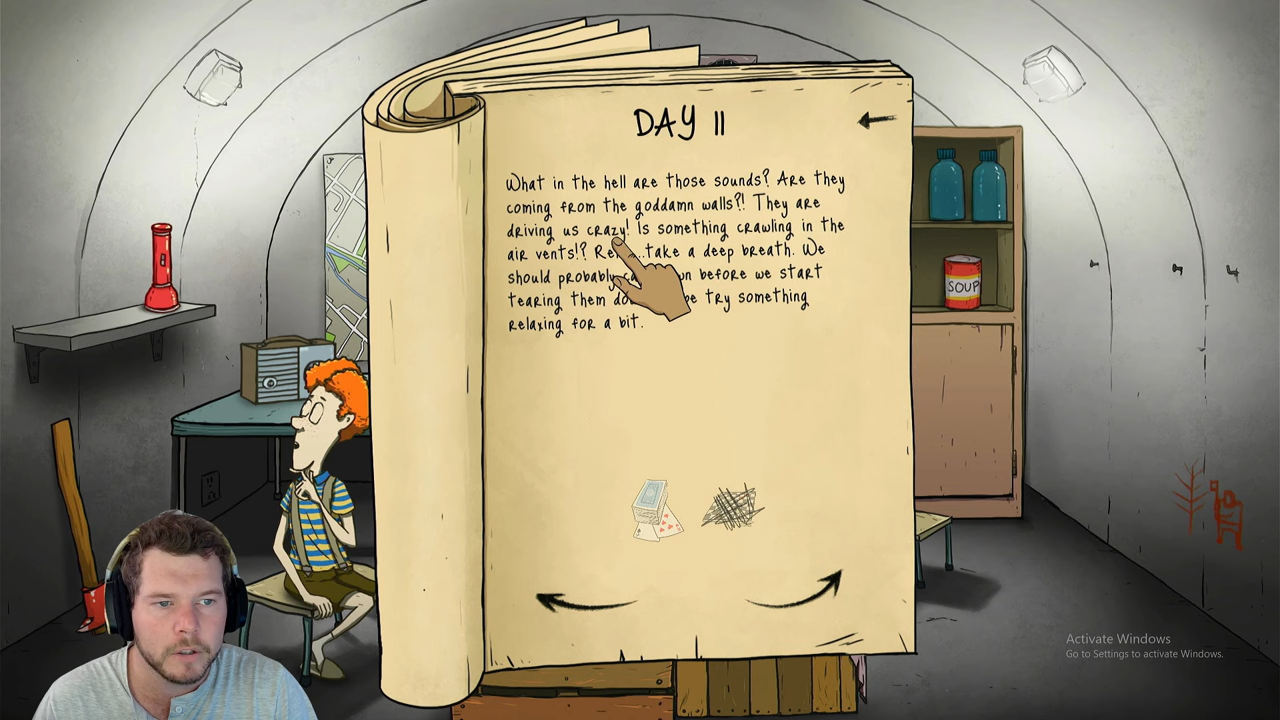 DAY 11
What in the hell are those sounds? Are they
coming from the goddamn walls?! They are
driving us crazy! Is something crawling in the
air vents!? ...take a deep breath. We
should probably before we start
tearing them try something
relaxing for a bit.
SOUP
Activate Windows
Go to Settings to activate Windows.